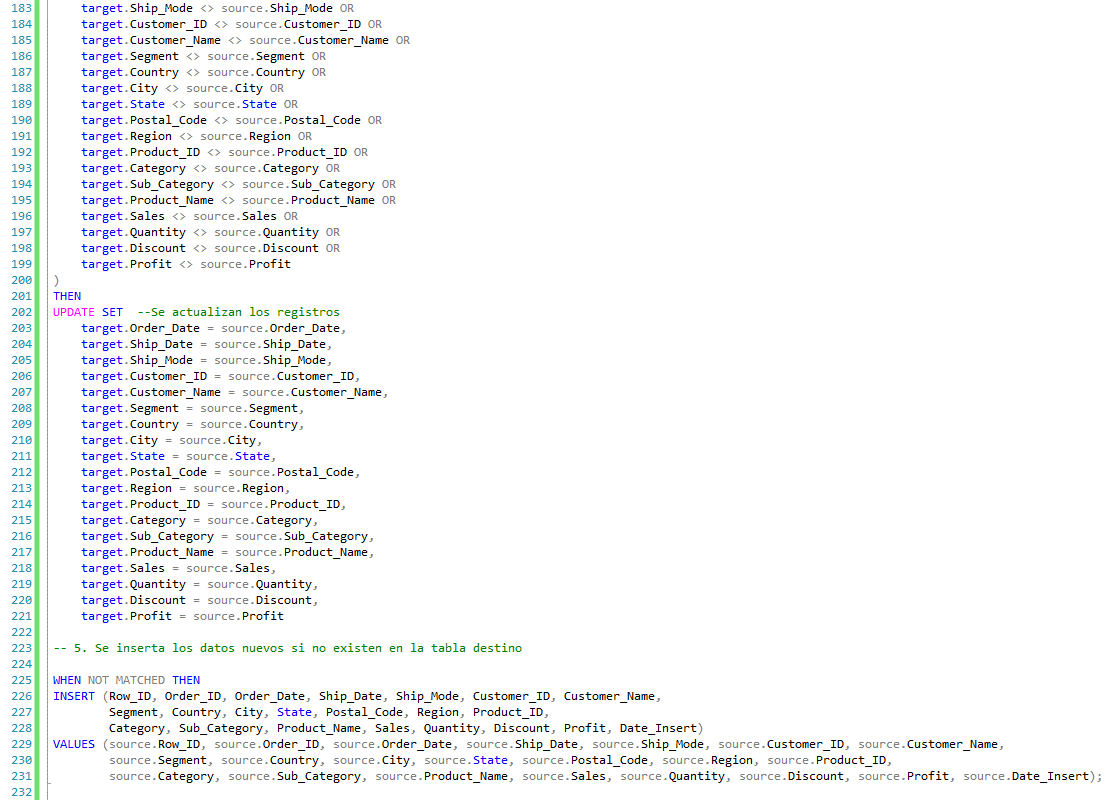 183 target.Ship_Mode <> source.Ship_Mode OR
184 target.Customer_ID <> source.Customer_ID OR
185 target.Customer_Name <> source.Customer_Name OR
186 target.Segment <> source.Segment OR
187 target.Country <> source.Country OR
188 target.City <> source.City OR
189 target.State <> source.State OR
190 target.Postal_Code <> source.Postal_Code OR
191 target.Region <> source.Region OR
192 target.Product_ID <> source.Product_ID OR
193 target.Category <> source.Category OR
194 target.Sub_Category <> source.Sub_Category OR
195 target.Product_Name <> source.Product_Name OR
196 target.Sales <> source.Sales OR
197 target.Quantity <> source.Quantity OR
198 target.Discount <> source.Discount OR
199 target.Profit <> source.Profit
200 )
201 THEN
202 UPDATE SET --Se actualizan los registros
203 target.Order_Date = source.Order_Date,
204 target.Ship_Date = source.Ship_Date,
205 target.Ship_Mode = source.Ship_Mode,
206 target.Customer_ID = source.Customer_ID,
207 target.Customer_Name = source.Customer_Name,
208 target.Segment = source.Segment,
209 target.Country = source.Country,
210 target.City = source.City,
211 target.State = source.State,
212 target.Postal_Code = source.Postal_Code,
213 target.Region = source.Region,
214 target.Product_ID = source.Product_ID,
215 target.Category = source.Category,
216 target.Sub_Category = source.Sub_Category,
217 target.Product_Name = source.Product_Name,
218 target.Sales = source.Sales,
219 target.Quantity = source.Quantity,
220 target.Discount = source.Discount,
221 target.Profit = source.Profit
222
223 -- 5. Se inserta los datos nuevos si no existen en la tabla destino
224
225 WHEN NOT MATCHED THEN
226 INSERT (Row_ID, Order_ID, Order_Date, Ship_Date, Ship_Mode, Customer_ID, Customer_Name,
227 Segment, Country, City, State, Postal_Code, Region, Product_ID,
228 Category, Sub_Category, Product_Name, Sales, Quantity, Discount, Profit, Date_Insert)
229 VALUES (source.Row_ID, source.Order_ID, source.Order_Date, source.Ship_Date, source.Ship_Mode, source.Customer_ID, source.Customer_Name,
230 source.Segment, source.Country, source.City, source.State, source.Postal_Code, source.Region, source.Product_ID,
231 source.Category, source.Sub_Category, source.Product_Name, source.Sales, source.Quantity, source.Discount, source.Profit, source.Date_Insert);
232